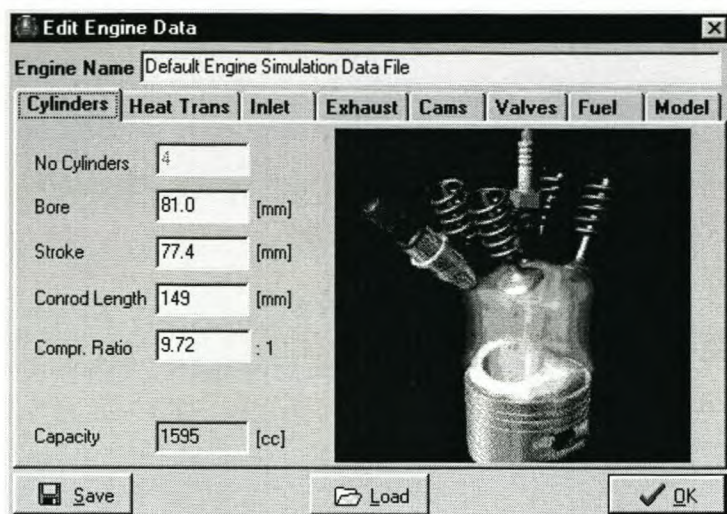 Edit Engine Data
Engine Name Default Engine Simulation Data File
Cylinders Heat Trans Inlet Exhaust Cams Valves Fuel Model
No Cylinders 4
Bore 81.0 [mm]
Stroke 77.4 [mm]
Conrod Length 149 [mm]
Compr. Ratio 9.72 : 1
Capacity 1595 [cc]
Save Load OK